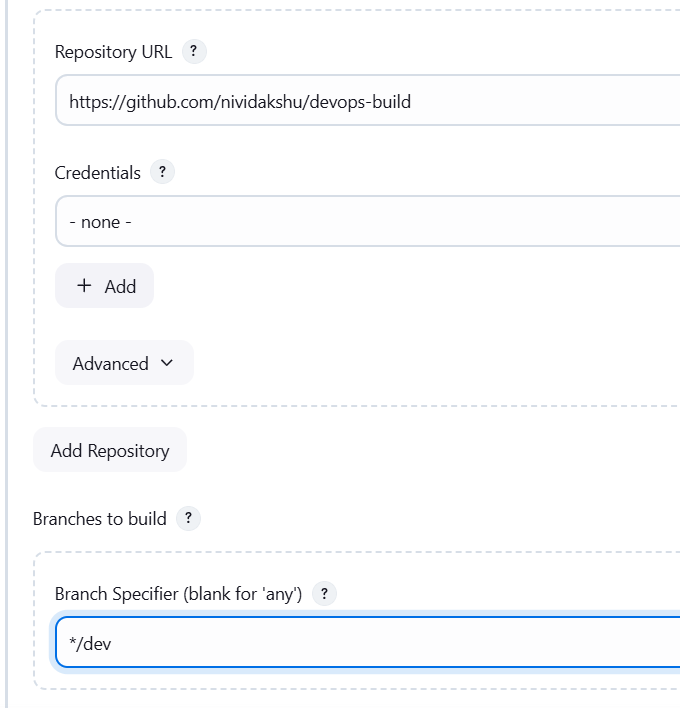 Repository URL ?
https://github.com/nividakshu/devops-build
Credentials ?
- none -
+ Add
Advanced
Add Repository
Branches to build ?
Branch Specifier (blank for 'any') ?
*/dev